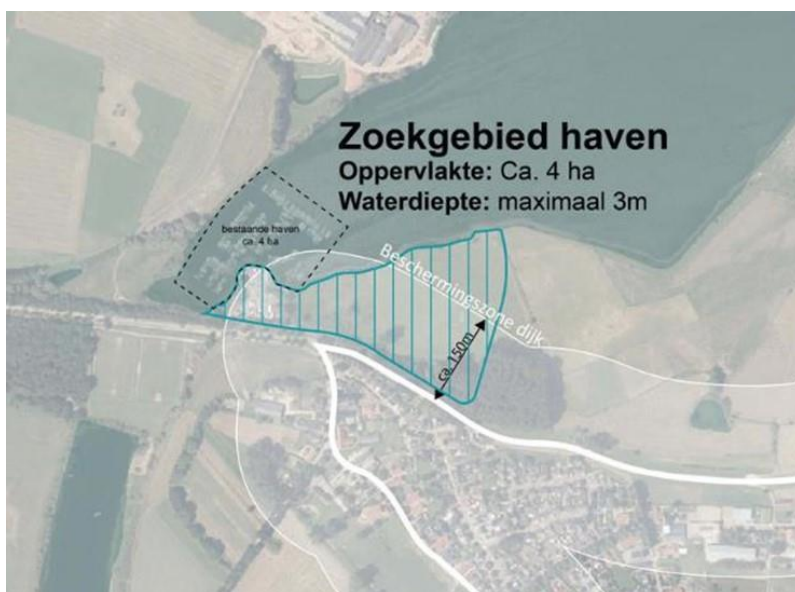 Zoekgebied haven
Oppervlakte: Ca. 4 ha
Waterdiepte: maximaal 3m
bestaande haven
ca. 4 ha
Beschermingszone dijk
ca. 150m